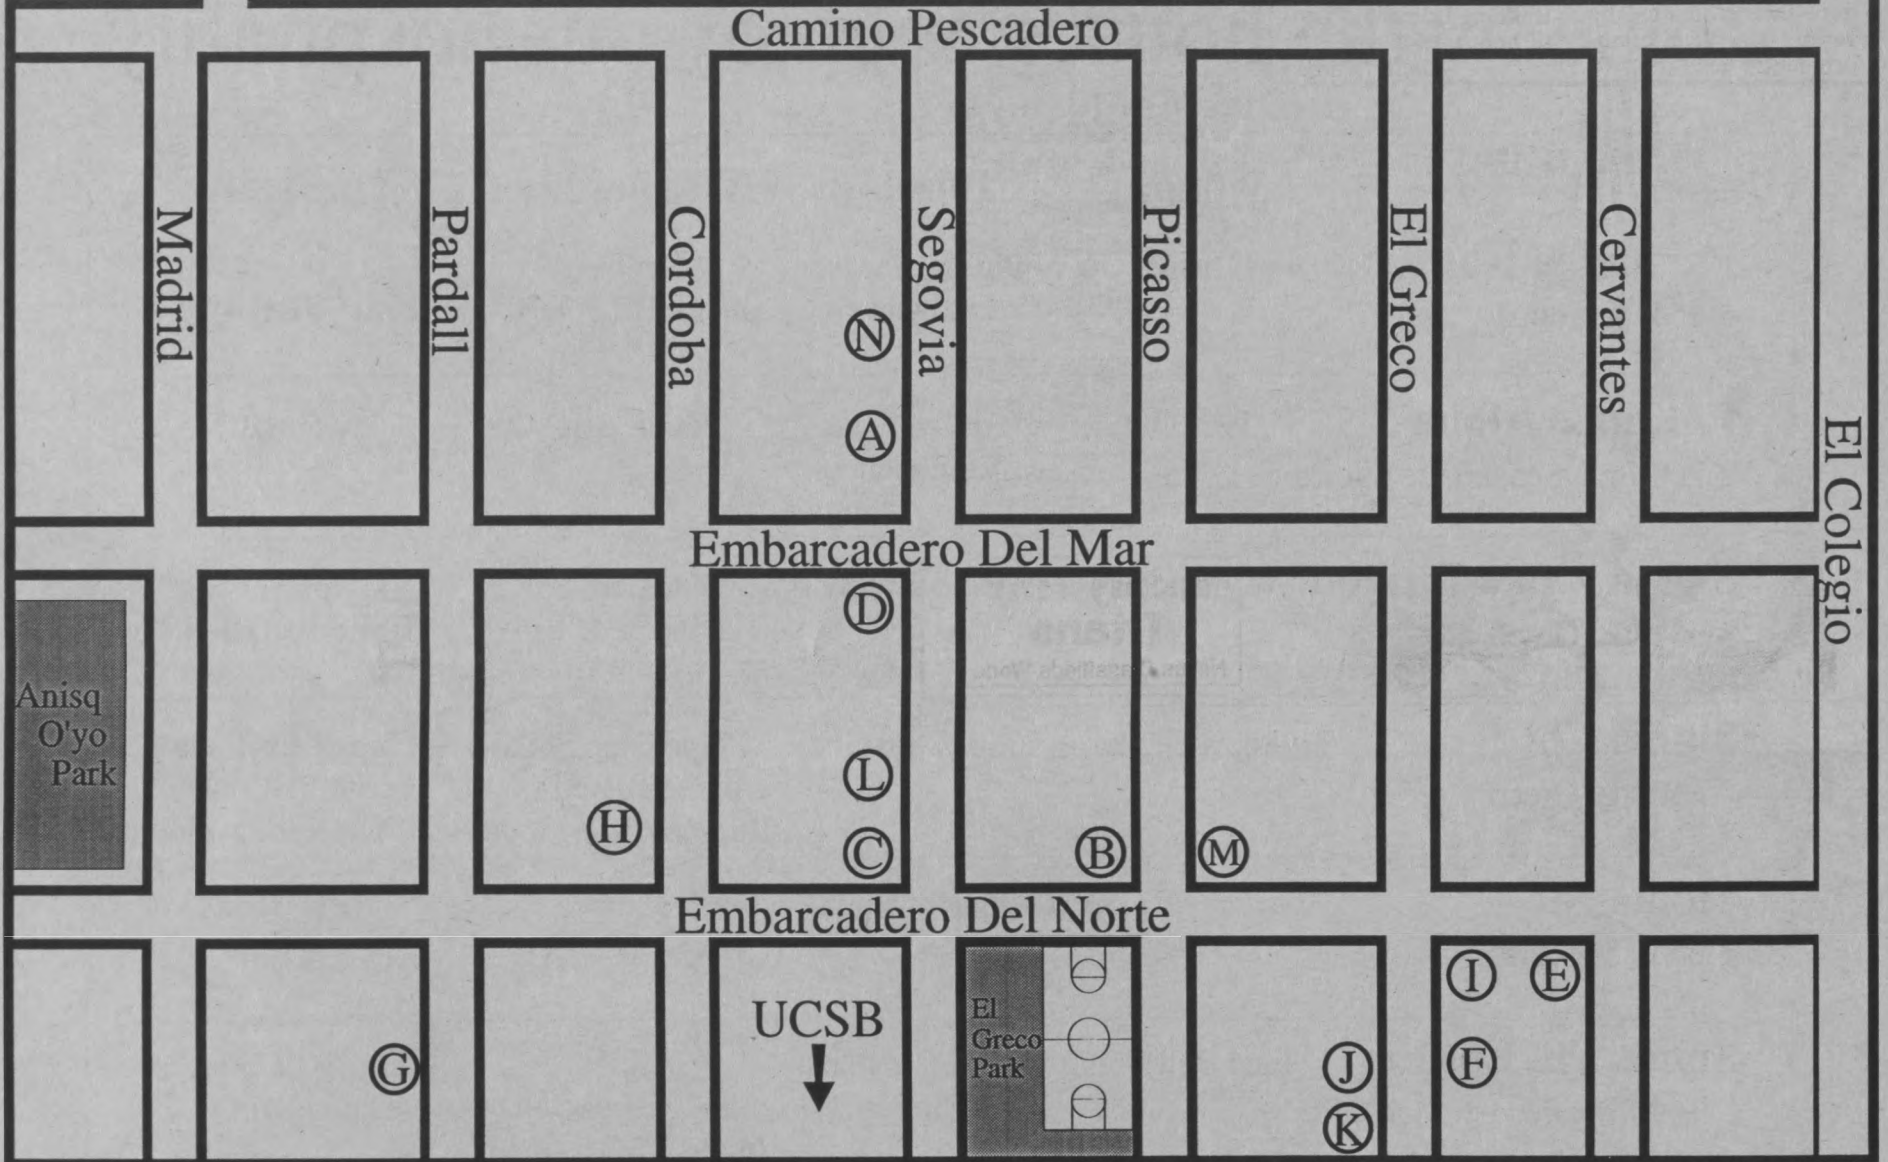 Camino Pescadero
Madrid
Pardall
Cordoba
Segovia
Picasso
El Greco
Cervantes
El Colegio
N
A
Embarcadero Del Mar
D
Anisq
O'yo
Park
L
H
C
B
M
Embarcadero Del Norte
UCSB
El
Greco
Park
I
E
G
J
F
K